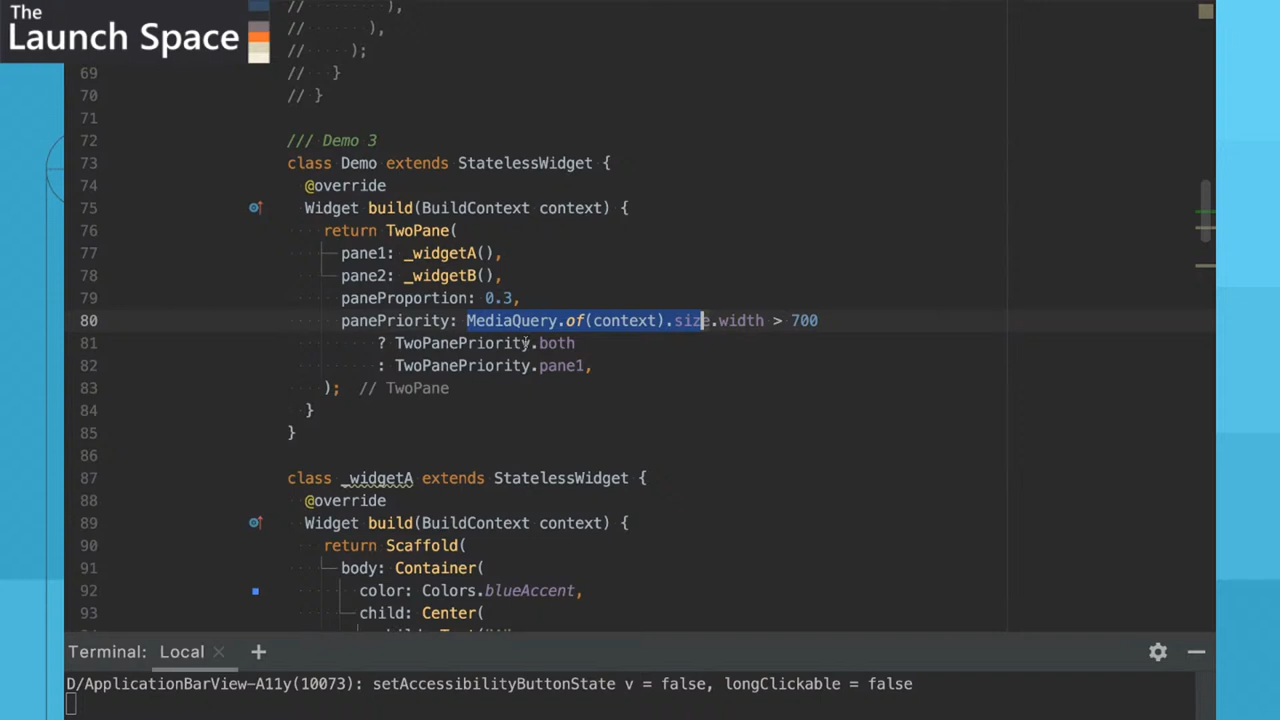 The
Launch Space
// ),
// ),
// );
69 // }
70 // }
71
72 /// Demo 3
73 class Demo extends StatelessWidget {
74 @override
75 Widget build(BuildContext context) {
76 return TwoPane(
77 pane1: _widgetA(),
78 pane2: _widgetB(),
79 paneProportion: 0.3,
80 panePriority: MediaQuery.of(context).size.width > 700
81 ? TwoPanePriority.both
82 : TwoPanePriority.pane1,
83 ); // TwoPane
84 }
85 }
86
87 class _widgetA extends StatelessWidget {
88 @override
89 Widget build(BuildContext context) {
90 return Scaffold(
91 body: Container(
92 color: Colors.blueAccent,
93 child: Center(
Terminal: Local × +
D/ApplicationBarView-A11y(10073): setAccessibilityButtonState v = false, longClickable = false